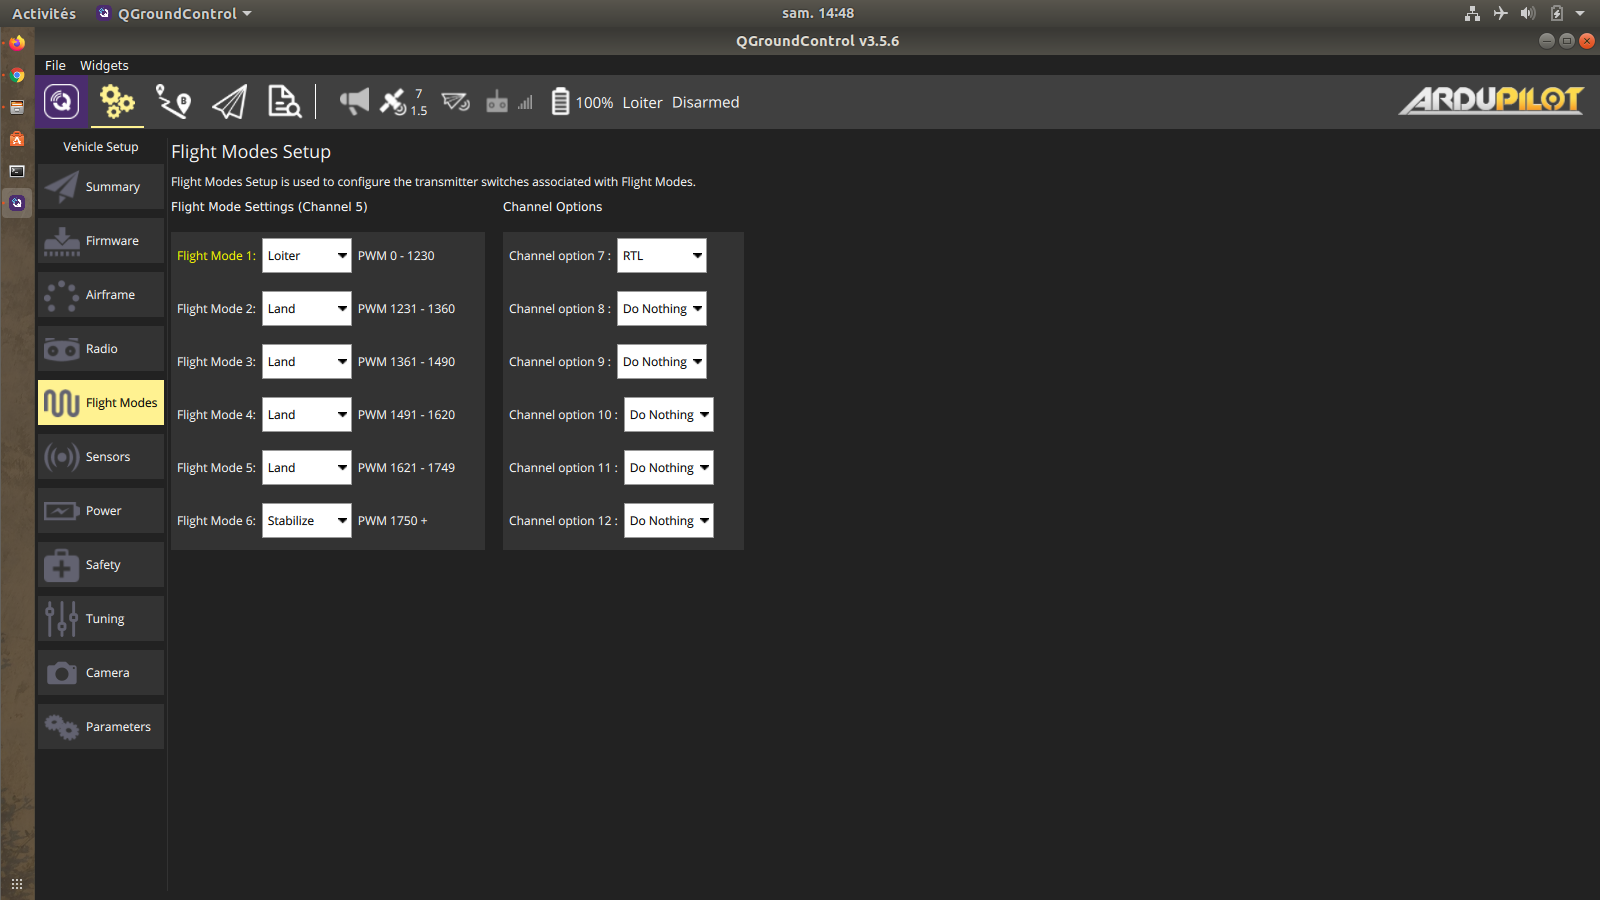 Activités QGroundControl sam. 14:48
QGroundControl v3.5.6
File Widgets
7
1.5
100% Loiter Disarmed
ARDUPILOT
Vehicle Setup
Summary
Firmware
Airframe
Radio
Flight Modes
Sensors
Power
Safety
Tuning
Camera
Parameters
Flight Modes Setup
Flight Modes Setup is used to configure the transmitter switches associated with Flight Modes.
Flight Mode Settings (Channel 5)
Flight Mode 1: Loiter PWM 0 - 1230
Flight Mode 2: Land PWM 1231 - 1360
Flight Mode 3: Land PWM 1361 - 1490
Flight Mode 4: Land PWM 1491 - 1620
Flight Mode 5: Land PWM 1621 - 1749
Flight Mode 6: Stabilize PWM 1750 +
Channel Options
Channel option 7 : RTL
Channel option 8 : Do Nothing
Channel option 9 : Do Nothing
Channel option 10 : Do Nothing
Channel option 11 : Do Nothing
Channel option 12 : Do Nothing